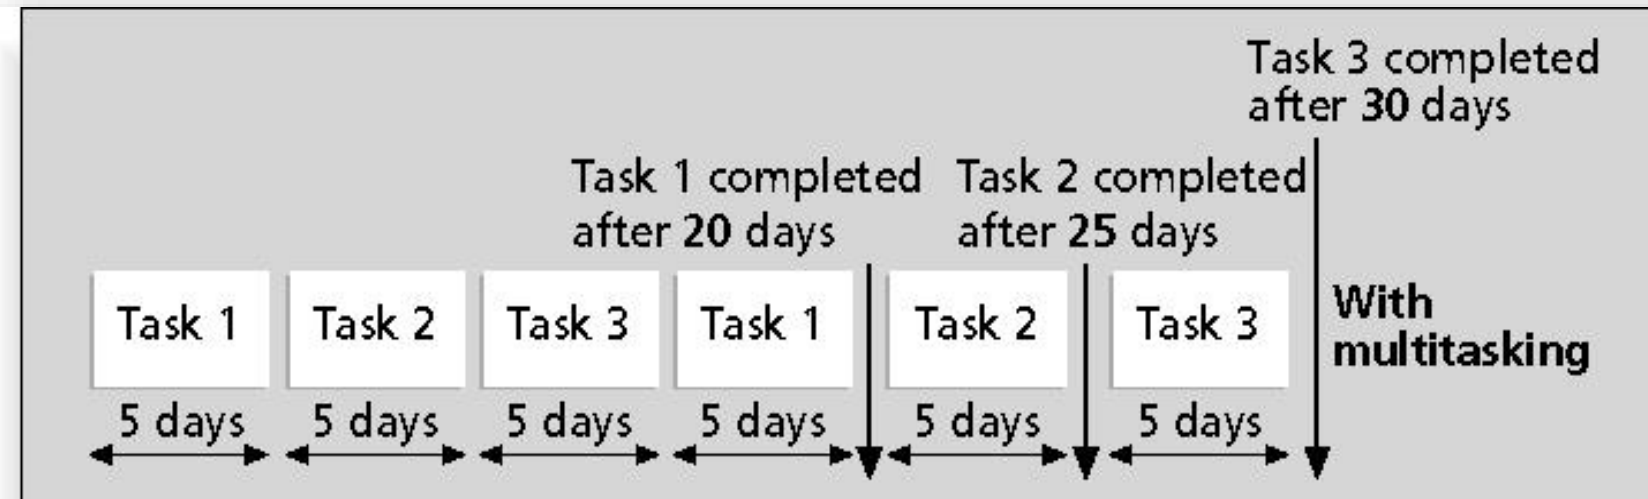 Task 3 completed
after 30 days
Task 1 completed
after 20 days
Task 2 completed
after 25 days
Task 1
Task 2
Task 3
Task 1
Task 2
Task 3
With
multitasking
5 days
5 days
5 days
5 days
5 days
5 days